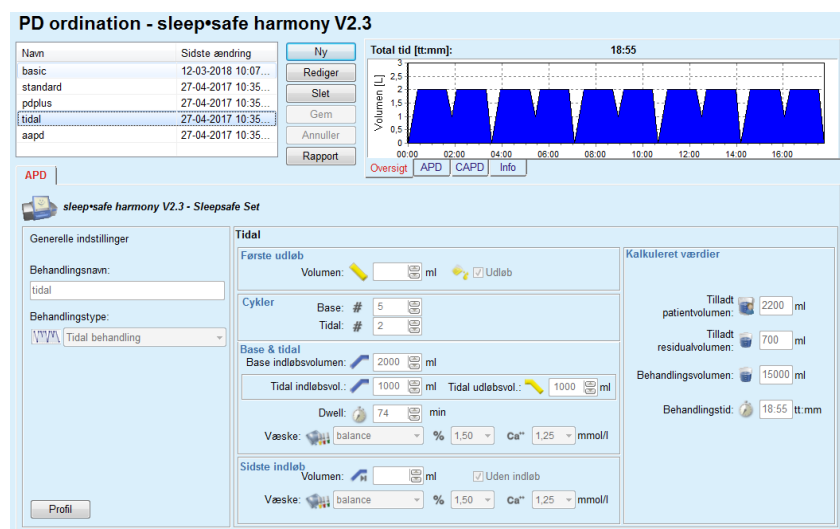 PD ordination - sleep•safe harmony V2.3
Navn Sidste ændring
basic 12-03-2018 10:07...
standard 27-04-2017 10:35...
pdplus 27-04-2017 10:35...
tidal 27-04-2017 10:35...
aapd 27-04-2017 10:35...
Ny
Rediger
Slet
Gem
Annuller
Rapport
Total tid [tt:mm]: 18:55
Volumen [L]
3
2,5
2
1,5
1
0,5
0
00:00 02:00 04:00 06:00 08:00 10:00 12:00 14:00 16:00
Oversigt APD CAPD Info
APD
sleep•safe harmony V2.3 - Sleepsafe Set
Generelle indstillinger
Behandlingsnavn:
tidal
Behandlingstype:
Tidal behandling
Profil
Tidal
Første udløb
Volumen: ml Udløb
Cykler
Base: # 5
Tidal: # 2
Base & tidal
Base indløbsvolumen: 2000 ml
Tidal indløbsvol.: 1000 ml Tidal udløbsvol.: 1000 ml
Dwell: 74 min
Væske: balance % 1,50 Ca⁺⁺ 1,25 mmol/l
Sidste indløb
Volumen: ml Uden indløb
Væske: balance % 1,50 Ca⁺⁺ 1,25 mmol/l
Kalkuleret værdier
Tilladt
patientvolumen: 2200 ml
Tilladt
residualvolumen: 700 ml
Behandlingsvolumen: 15000 ml
Behandlingstid: 18:55 tt:mm